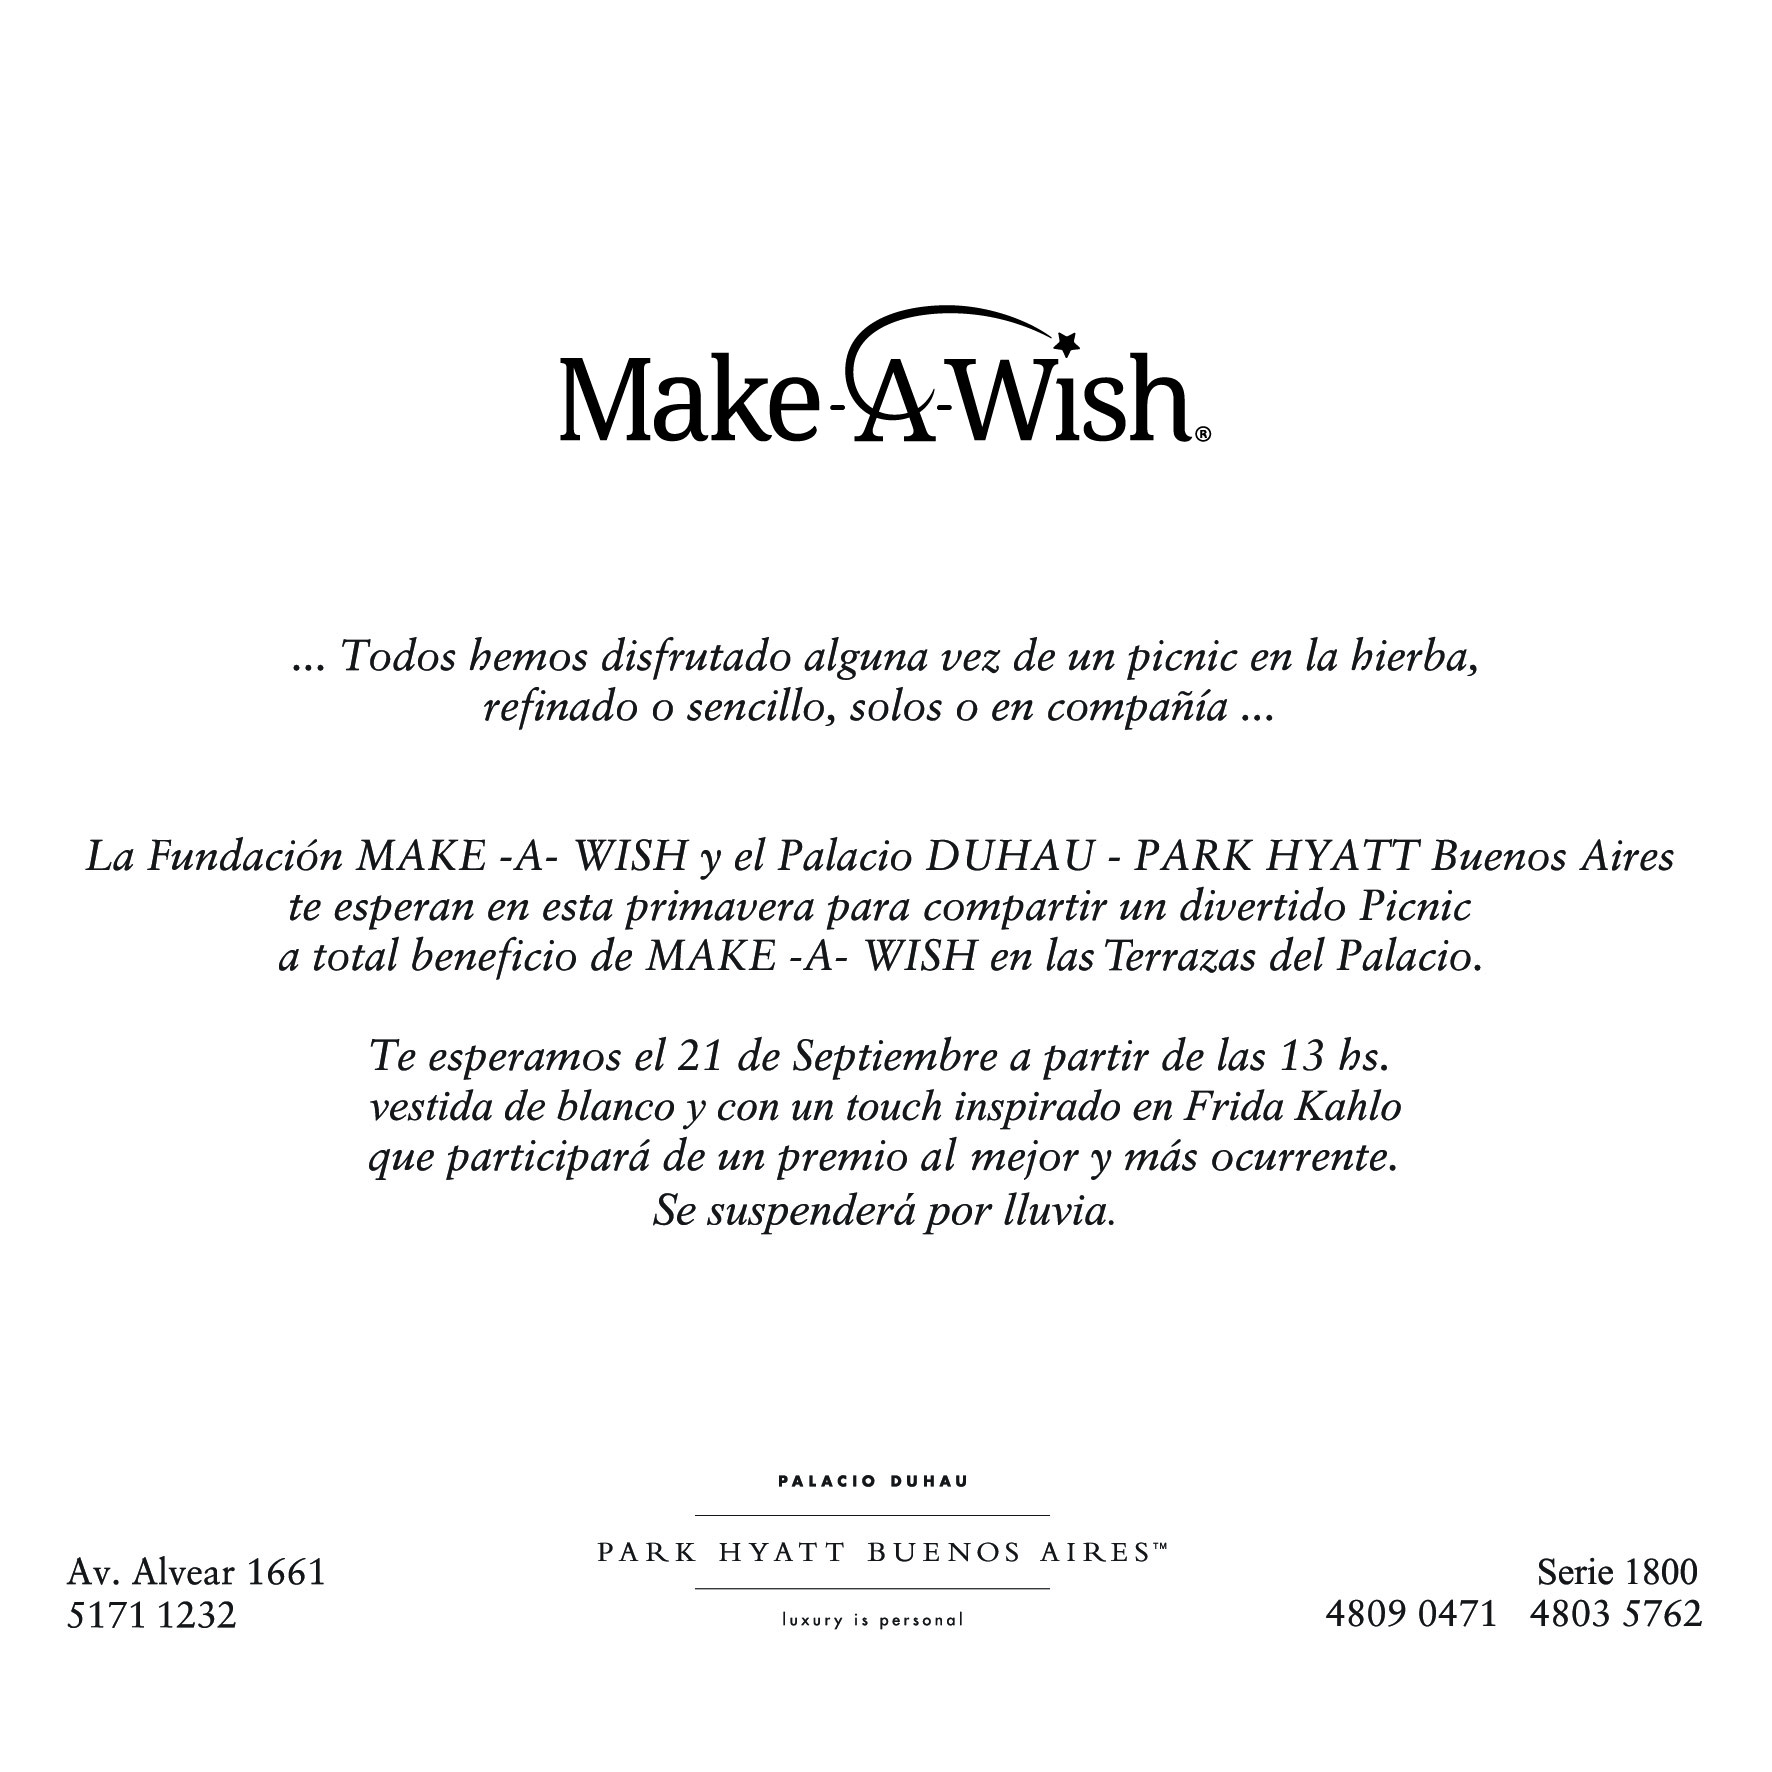 Make-A-Wish®
... Todos hemos disfrutado alguna vez de un picnic en la hierba,
refinado o sencillo, solos o en compañía ...
La Fundación MAKE -A- WISH y el Palacio DUHAU - PARK HYATT Buenos Aires
te esperan en esta primavera para compartir un divertido Picnic
a total beneficio de MAKE -A- WISH en las Terrazas del Palacio.
Te esperamos el 21 de Septiembre a partir de las 13 hs.
vestida de blanco y con un touch inspirado en Frida Kahlo
que participará de un premio al mejor y más ocurrente.
Se suspenderá por lluvia.
PALACIO DUHAU
PARK HYATT BUENOS AIRES™
luxury is personal
Av. Alvear 1661
5171 1232
Serie 1800
4809 0471 4803 5762